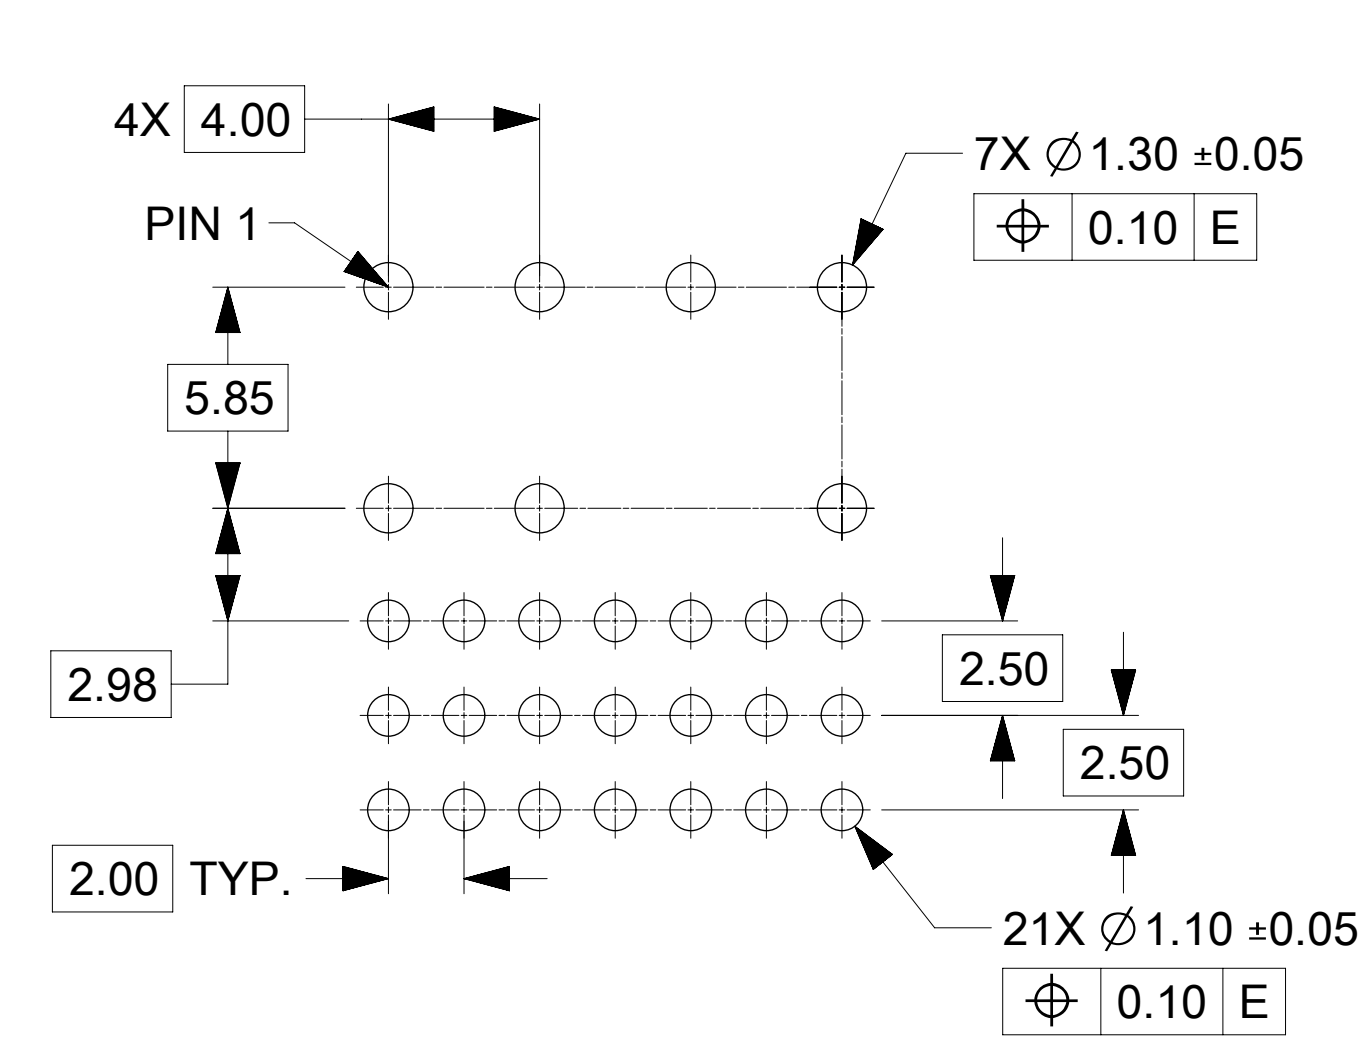 4X 4.00
7X ⌀1.30 ±0.05
⌖ 0.10 E
PIN 1
5.85
2.98
2.50
2.50
2.00 TYP.
21X ⌀1.10 ±0.05
⌖ 0.10 E